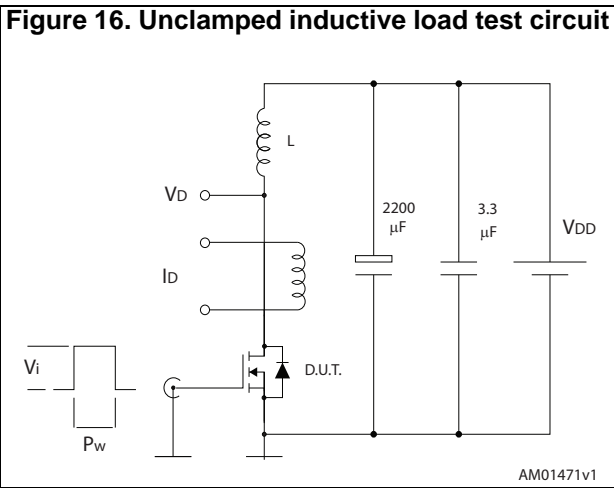 Figure 16. Unclamped inductive load test circuit
L
VD
2200
μF
3.3
μF
VDD
ID
Vi
D.U.T.
Pw
AM01471v1